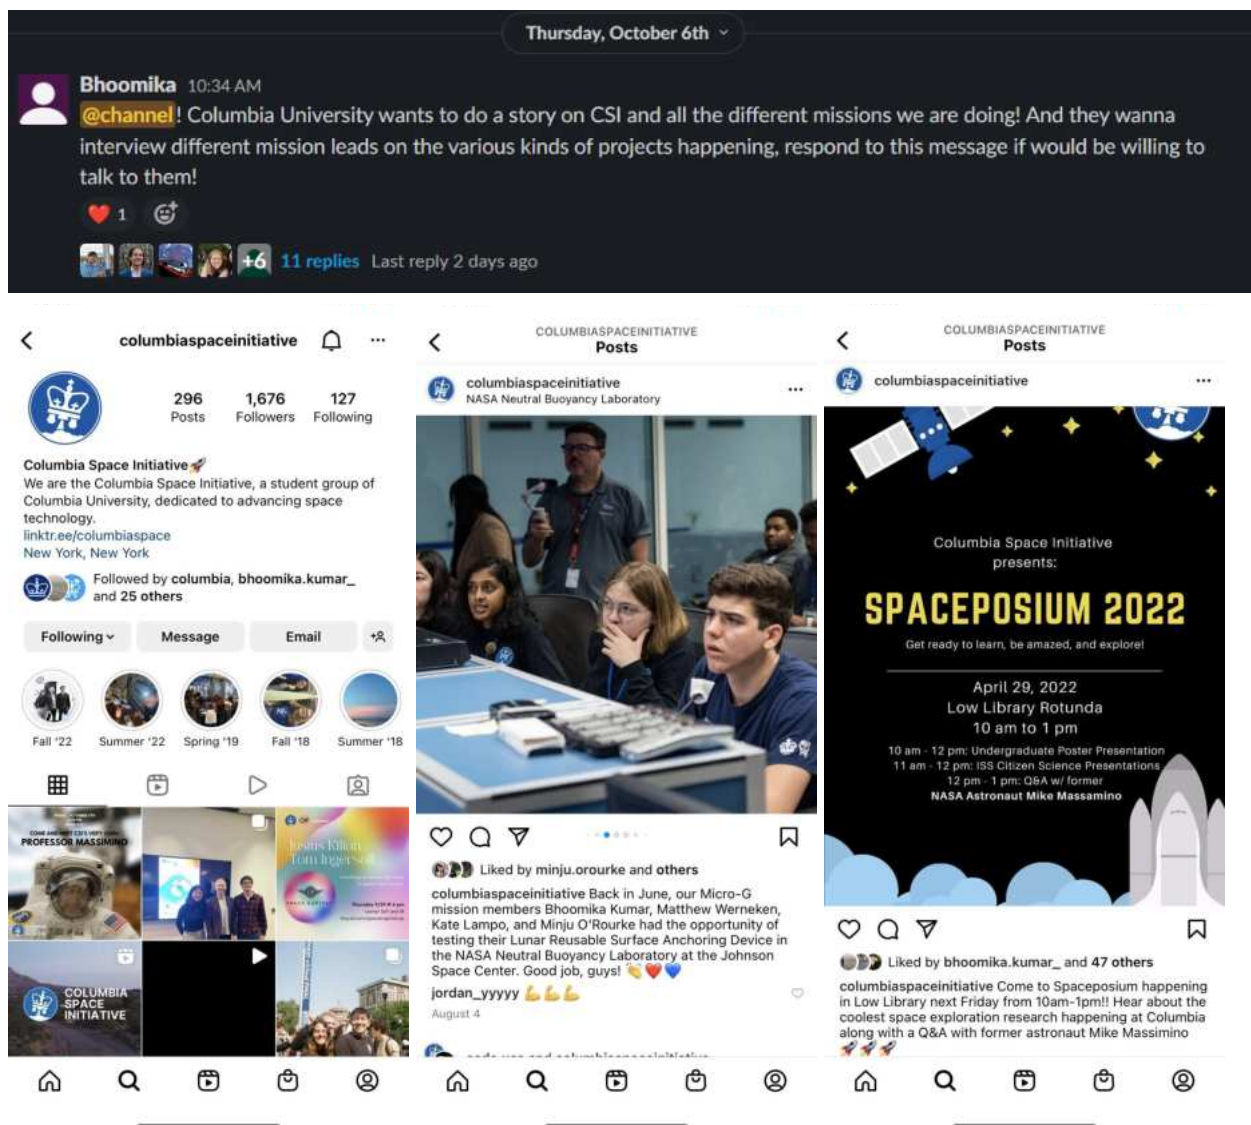 Thursday, October 6th
Bhoomika 10:34 AM
@channel! Columbia University wants to do a story on CSI and all the different missions we are doing! And they wanna
interview different mission leads on the various kinds of projects happening, respond to this message if would be willing to
talk to them!
❤️ 1
+6 11 replies Last reply 2 days ago
columbiaspaceinitiative
296 1,676 127
Posts Followers Following
Columbia Space Initiative🚀
We are the Columbia Space Initiative, a student group of
Columbia University, dedicated to advancing space
technology.
linktr.ee/columbiaspace
New York, New York
Followed by columbia, bhoomika.kumar_
and 25 others
Following Message Email
Fall '22 Summer '22 Spring '19 Fall '18 Summer '18
COME AND MEET CSI'S VERY OWN
PROFESSOR MASSIMINO
Justus Kilian
Tom Ingersoll
SPACE CAPITAL
COLUMBIA
SPACE
INITIATIVE
COLUMBIASPACEINITIATIVE
Posts
columbiaspaceinitiative
NASA Neutral Buoyancy Laboratory
Liked by minju.orourke and others
columbiaspaceinitiative Back in June, our Micro-G
mission members Bhoomika Kumar, Matthew Werneken,
Kate Lampo, and Minju O'Rourke had the opportunity of
testing their Lunar Reusable Surface Anchoring Device in
the NASA Neutral Buoyancy Laboratory at the Johnson
Space Center. Good job, guys! 👏❤️💙
jordan_yyyyy 💪💪💪
August 4
COLUMBIASPACEINITIATIVE
Posts
columbiaspaceinitiative
Columbia Space Initiative
presents:
SPACEPOSIUM 2022
Get ready to learn, be amazed, and explore!
April 29, 2022
Low Library Rotunda
10 am to 1 pm
10 am - 12 pm: Undergraduate Poster Presentation
11 am - 12 pm: ISS Citizen Science Presentations
12 pm - 1 pm: Q&A w/ former
NASA Astronaut Mike Massamino
Liked by bhoomika.kumar_ and 47 others
columbiaspaceinitiative Come to Spaceposium happening
in Low Library next Friday from 10am-1pm!! Hear about the
coolest space exploration research happening at Columbia
along with a Q&A with former astronaut Mike Massimino
🚀🚀🚀